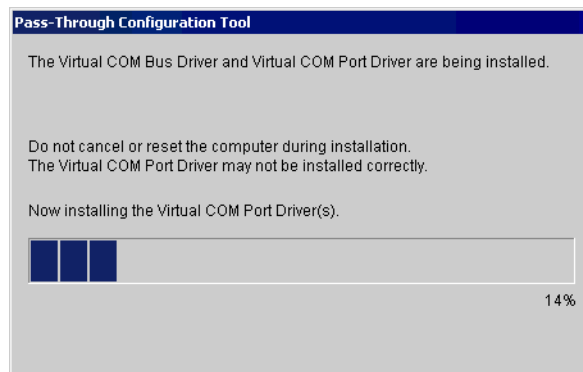 Pass-Through Configuration Tool
The Virtual COM Bus Driver and Virtual COM Port Driver are being installed.
Do not cancel or reset the computer during installation.
The Virtual COM Port Driver may not be installed correctly.
Now installing the Virtual COM Port Driver(s).
14%